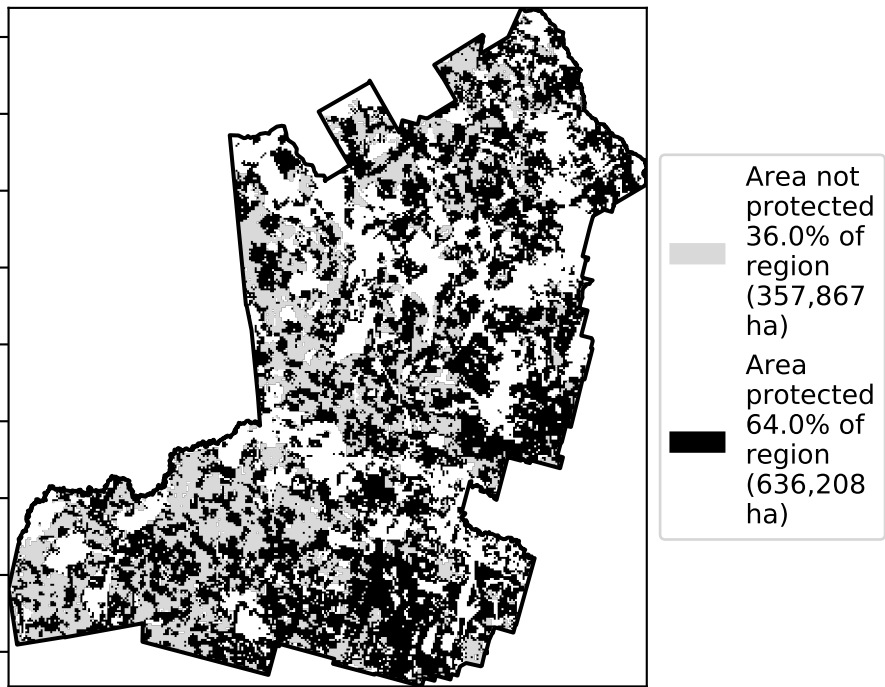 Area not
protected
36.0% of
region
(357,867
ha)
Area
protected
64.0% of
region
(636,208
ha)